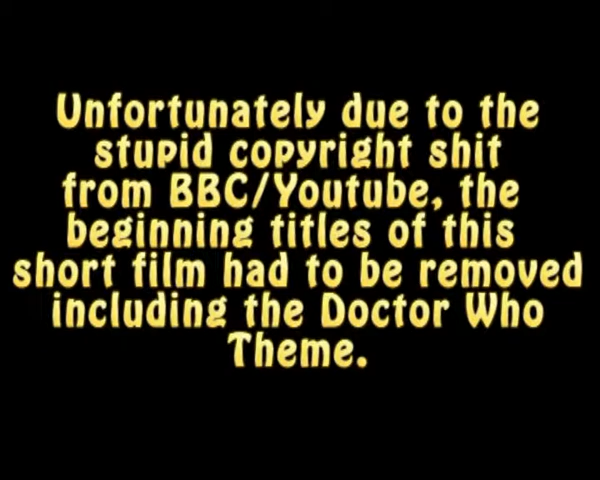 Unfortunately due to the
stupid copyright shit
from BBC/Youtube, the
beginning titles of this
short film had to be removed
including the Doctor Who
Theme.